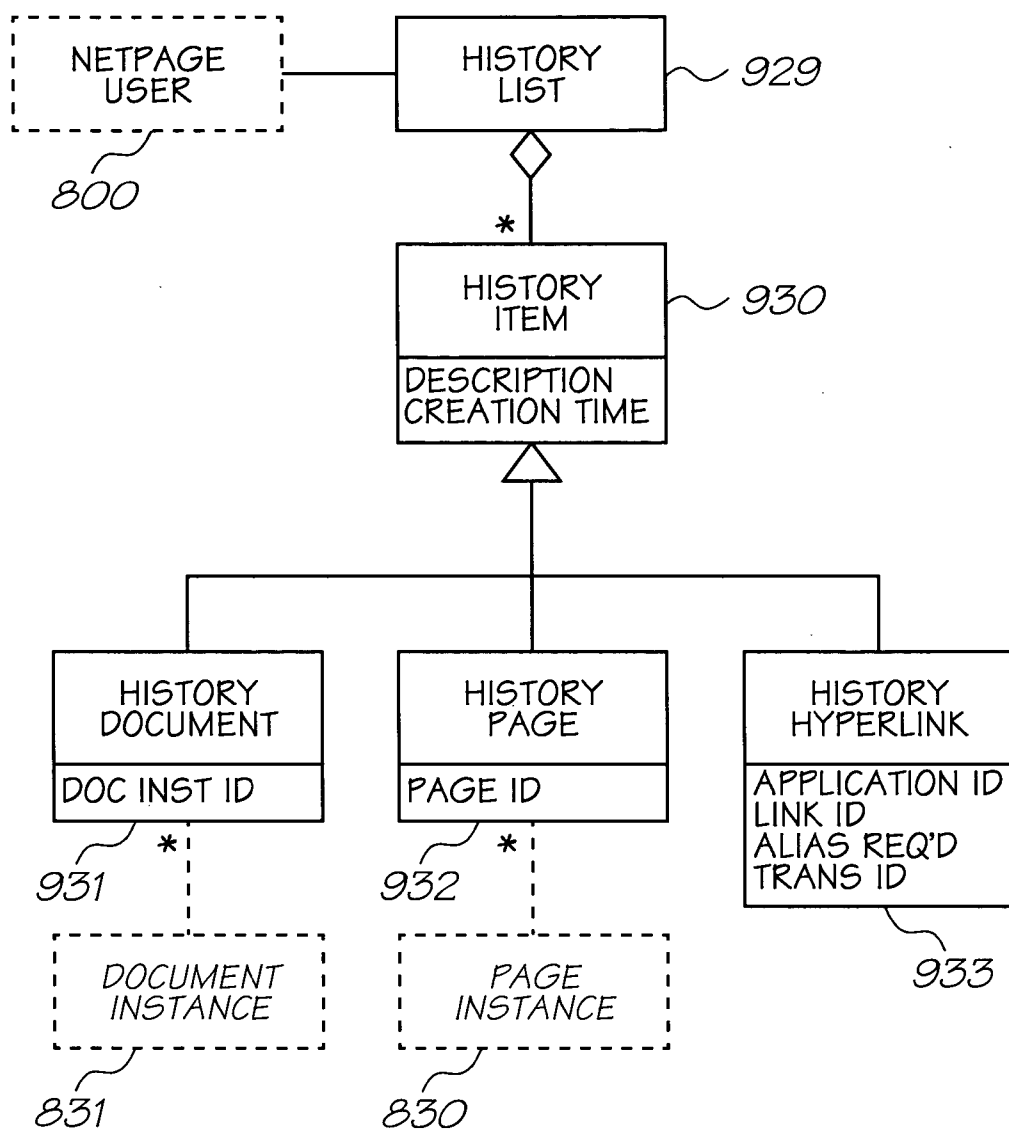 NETPAGE
USER
HISTORY
LIST
929
800
*
HISTORY
ITEM
930
DESCRIPTION
CREATION TIME
HISTORY
DOCUMENT
HISTORY
PAGE
HISTORY
HYPERLINK
DOC INST ID
PAGE ID
APPLICATION ID
LINK ID
ALIAS REQ'D
TRANS ID
*
*
931
932
933
DOCUMENT
INSTANCE
PAGE
INSTANCE
831
830